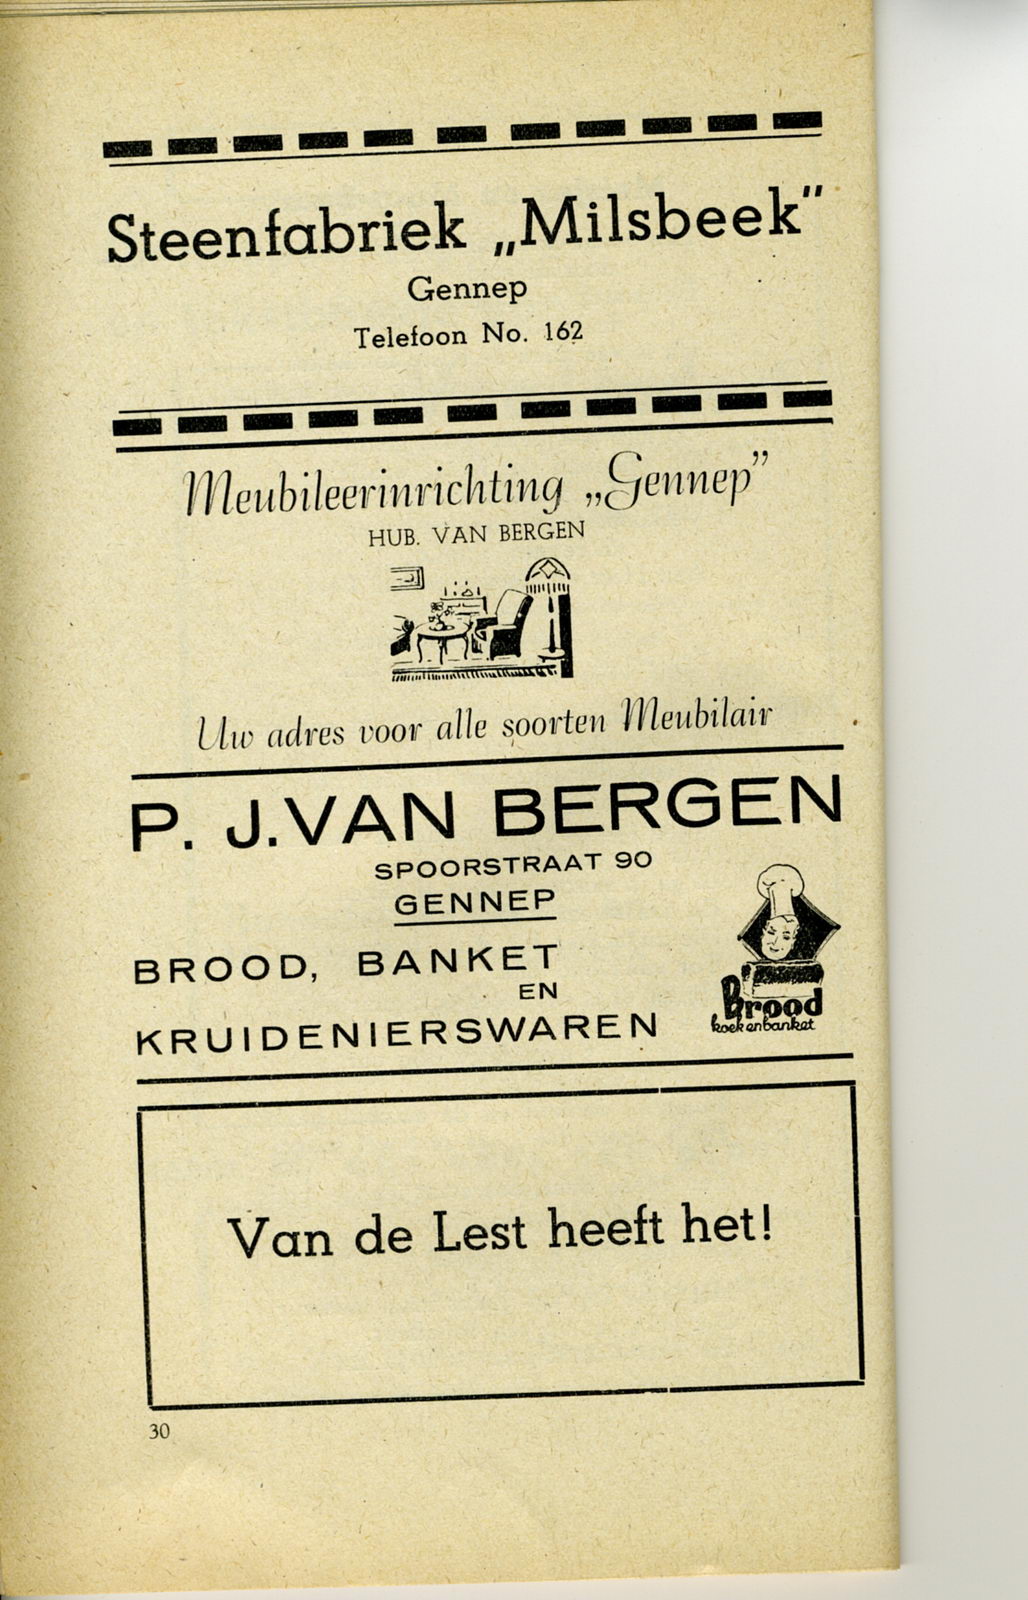 Steenfabriek „Milsbeek”
Gennep
Telefoon No. 162
Meubileerinrichting „Gennep”
HUB. VAN BERGEN
Uw adres voor alle soorten Meubilair
P. J. VAN BERGEN
SPOORSTRAAT 90
GENNEP
BROOD, BANKET
EN
KRUIDENIERSWAREN
Brood
koek en banket
Van de Lest heeft het!
30